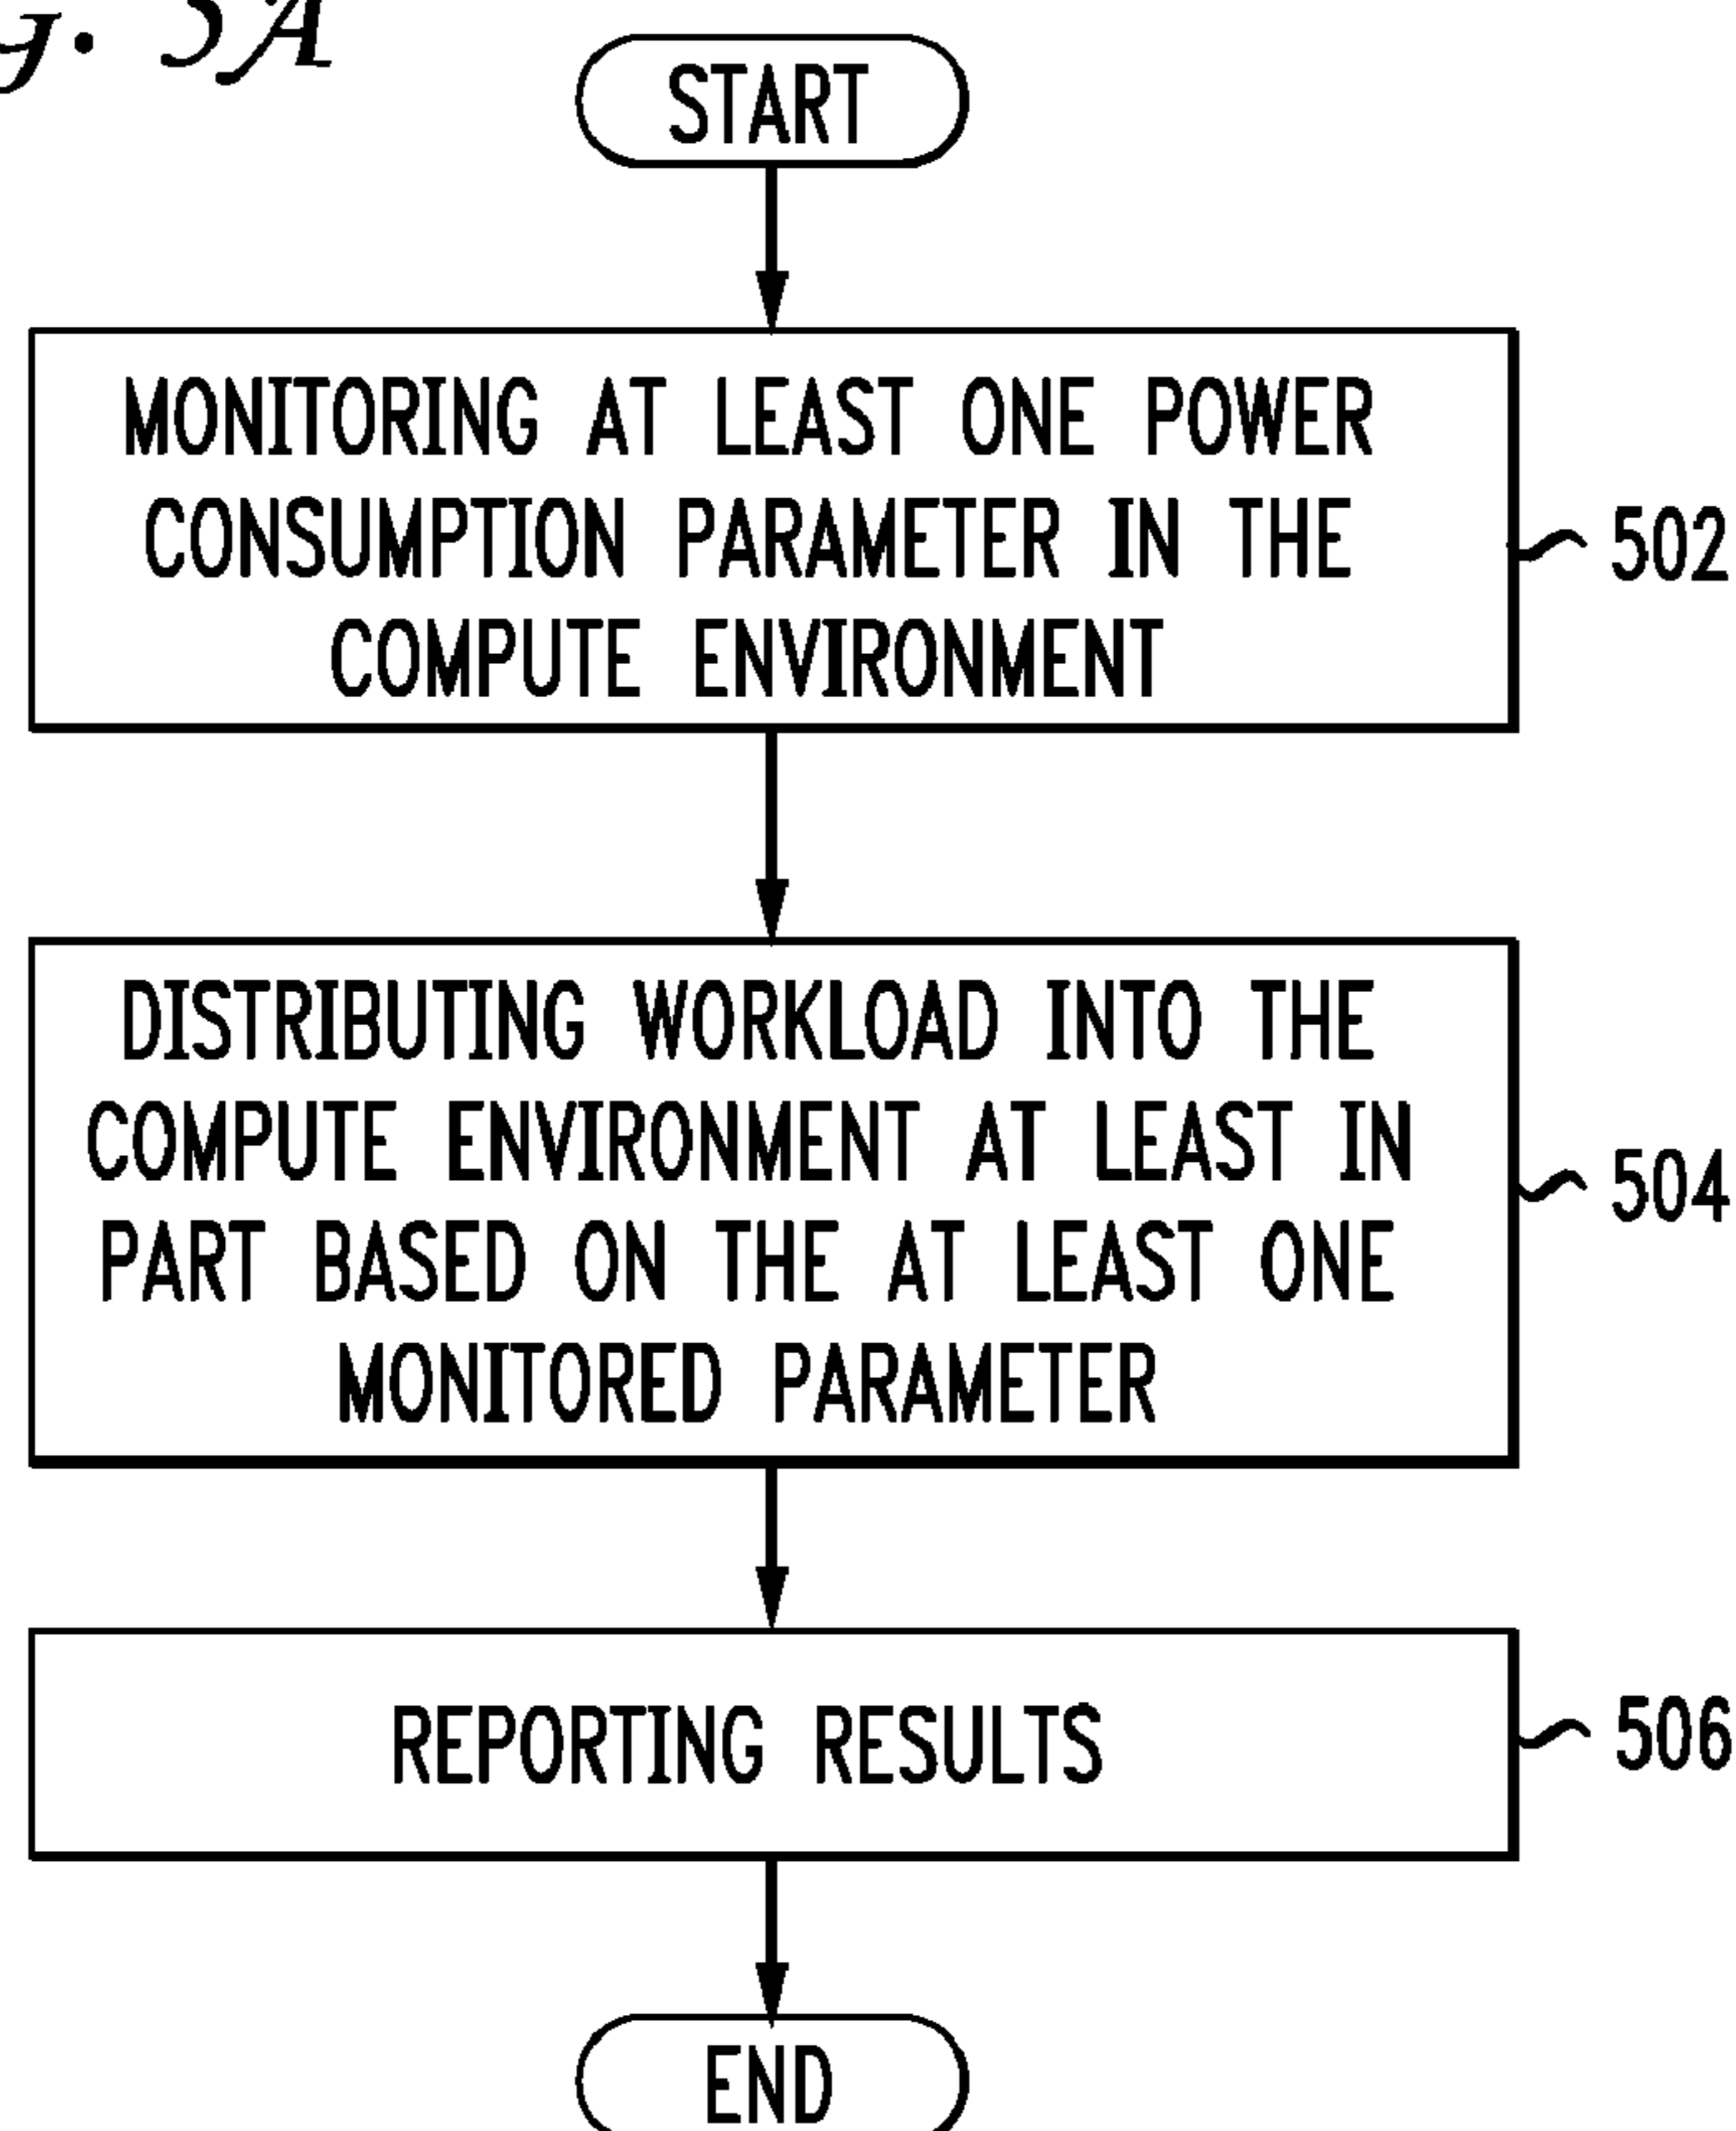 g. 5A
START
MONITORING AT LEAST ONE POWER
CONSUMPTION PARAMETER IN THE
COMPUTE ENVIRONMENT
502
DISTRIBUTING WORKLOAD INTO THE
COMPUTE ENVIRONMENT AT LEAST IN
PART BASED ON THE AT LEAST ONE
MONITORED PARAMETER
504
REPORTING RESULTS
506
END